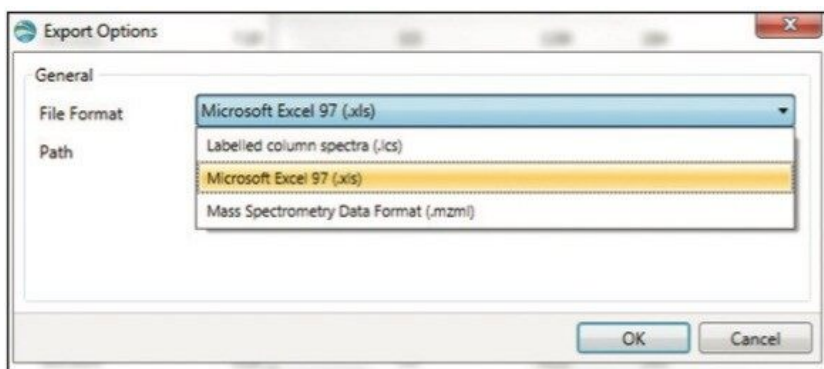 Export Options
General
File Format
Microsoft Excel 97 (.xls)
Path
Labelled column spectra (.lcs)
Microsoft Excel 97 (.xls)
Mass Spectrometry Data Format (.mzml)
OK
Cancel